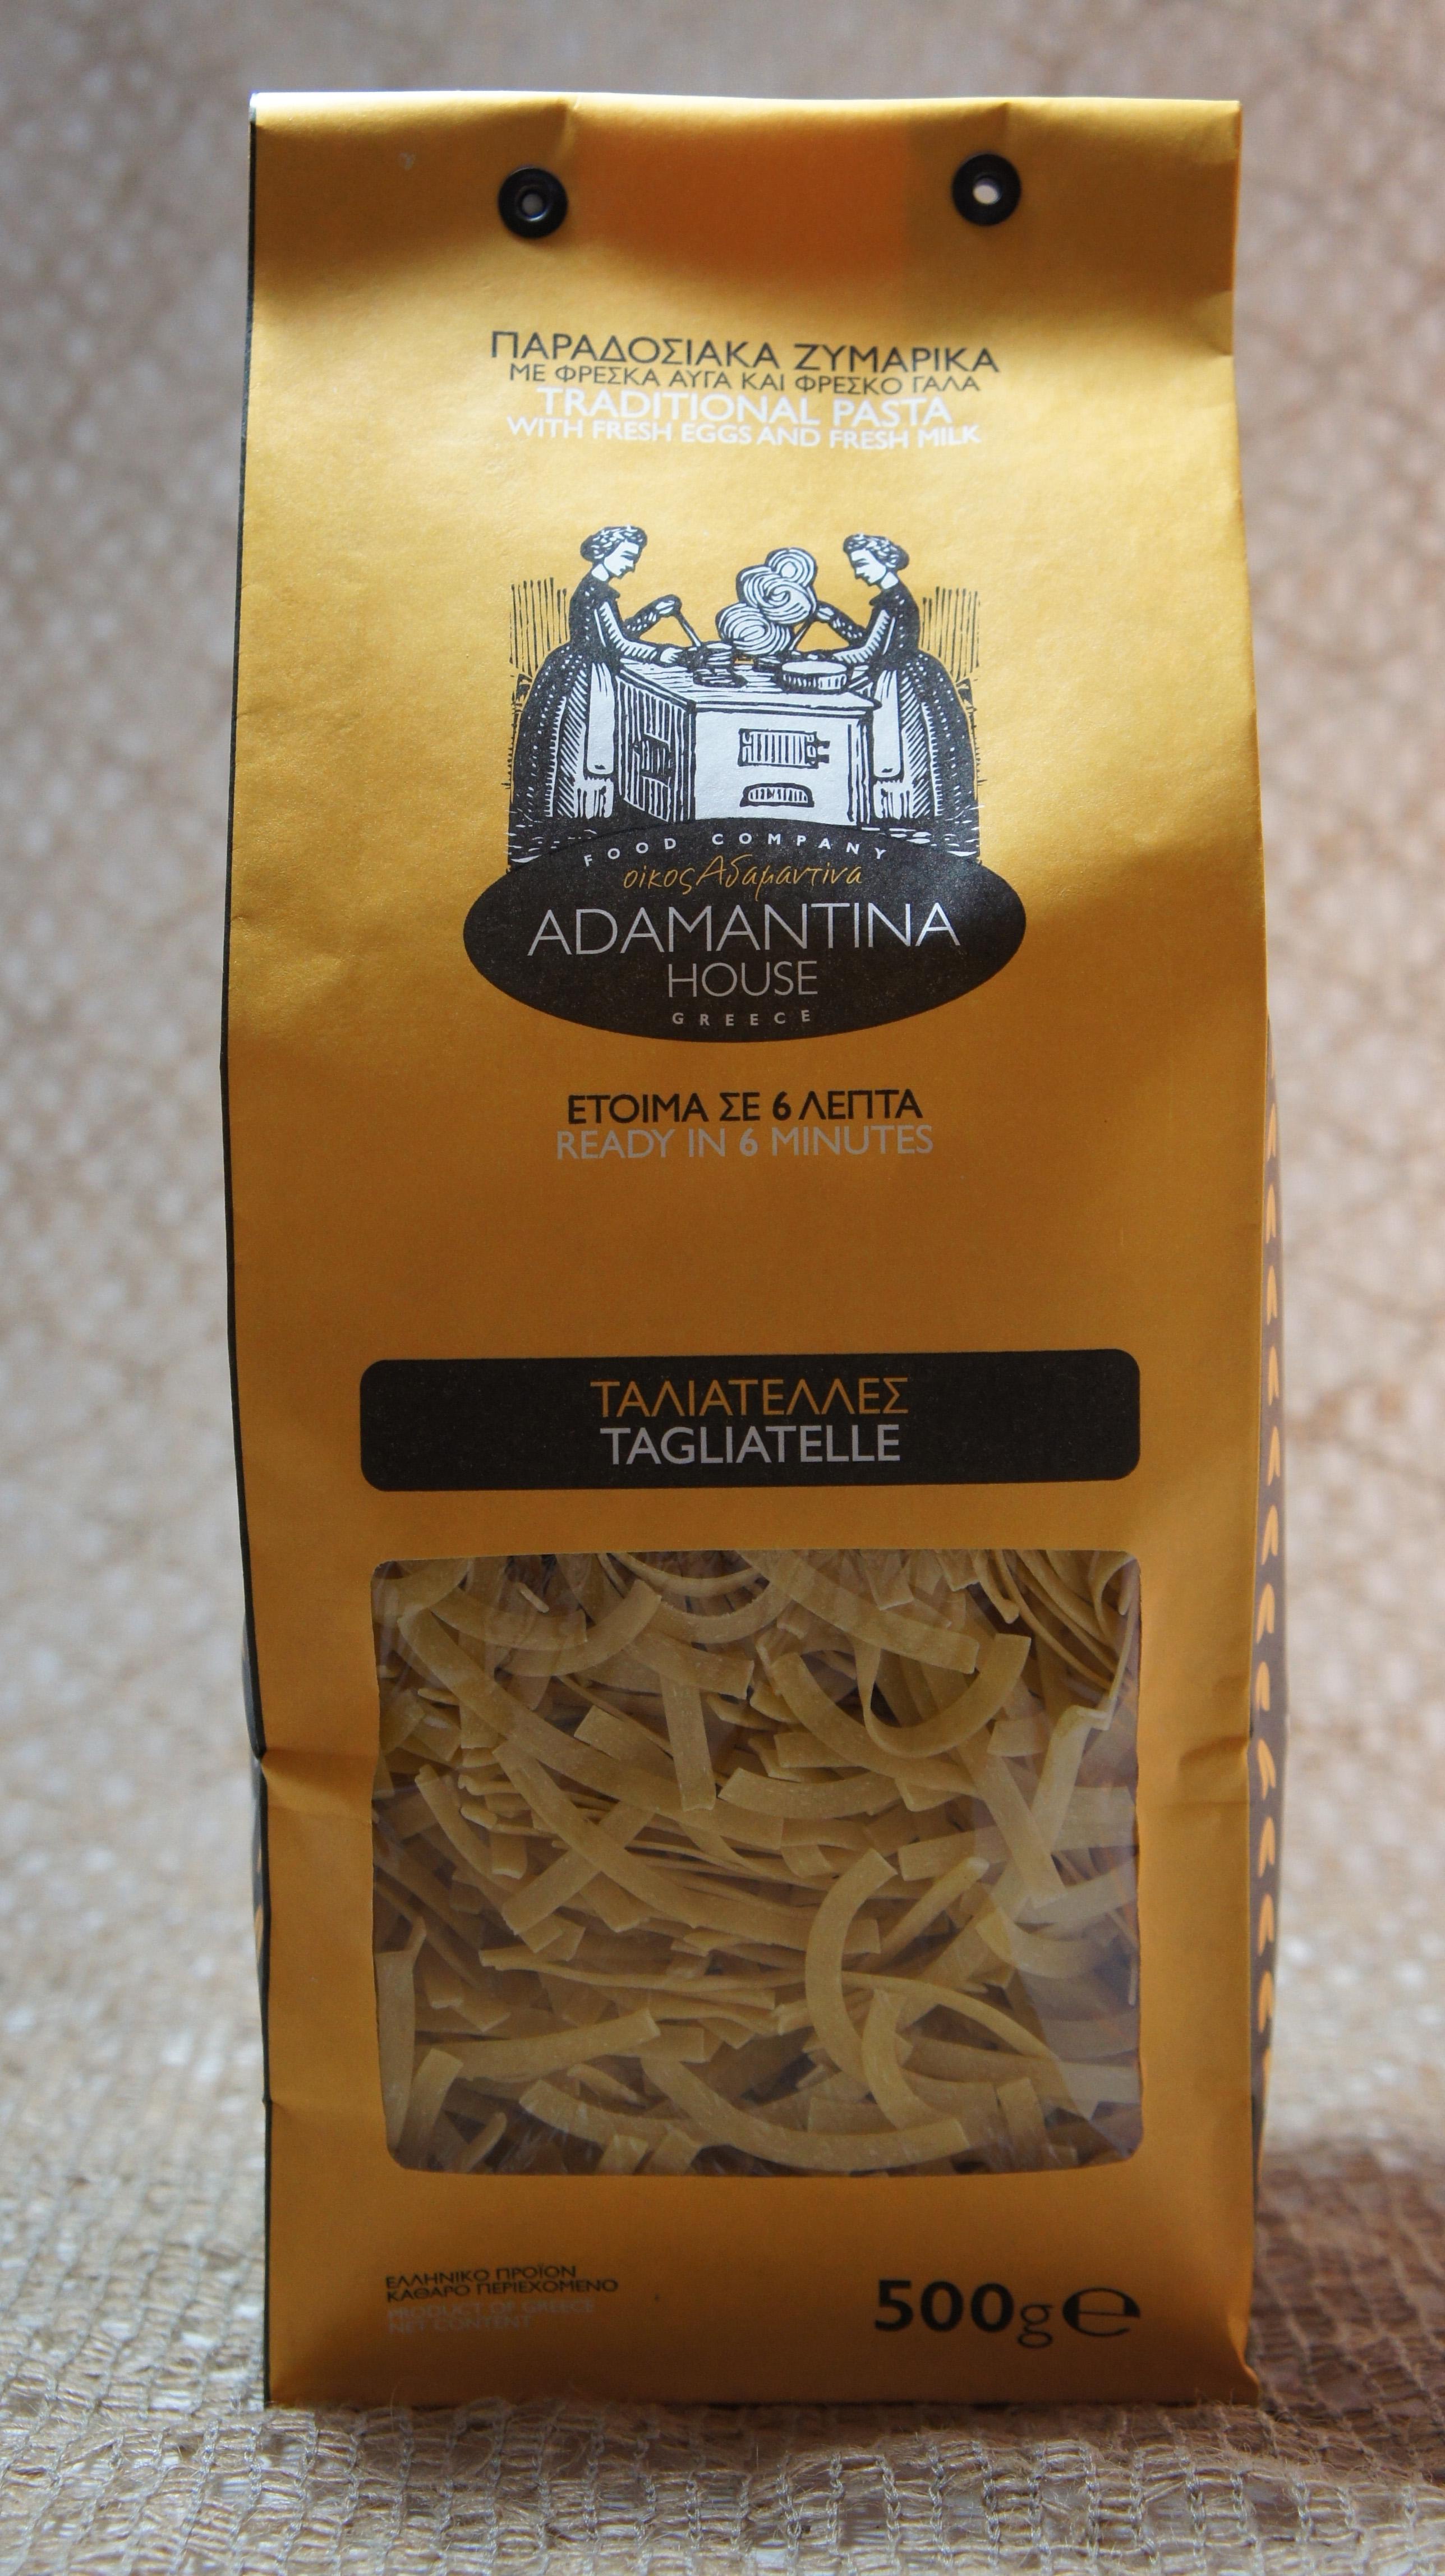 ΠΑΡΑΔΟΣΙΑΚΑ ΖΥΜΑΡΙΚΑ
ΜΕ ΦΡΕΣΚΑ ΑΥΓΑ ΚΑΙ ΦΡΕΣΚΟ ΓΑΛΑ
TRADITIONAL PASTA
WITH FRESH EGGS AND FRESH MILK
FOOD COMPANY
οίκος Αδαμαντίνα
ADAMANTINA
HOUSE
GREECE
ΕΤΟΙΜΑ ΣΕ 6 ΛΕΠΤΑ
READY IN 6 MINUTES
ΤΑΛΙΑΤΕΛΛΕΣ
TAGLIATELLE
ΕΛΛΗΝΙΚΟ ΠΡΟΪΟΝ
ΚΑΘΑΡΟ ΠΕΡΙΕΧΟΜΕΝΟ
PRODUCT OF GREECE
NET CONTENT
500g ℮